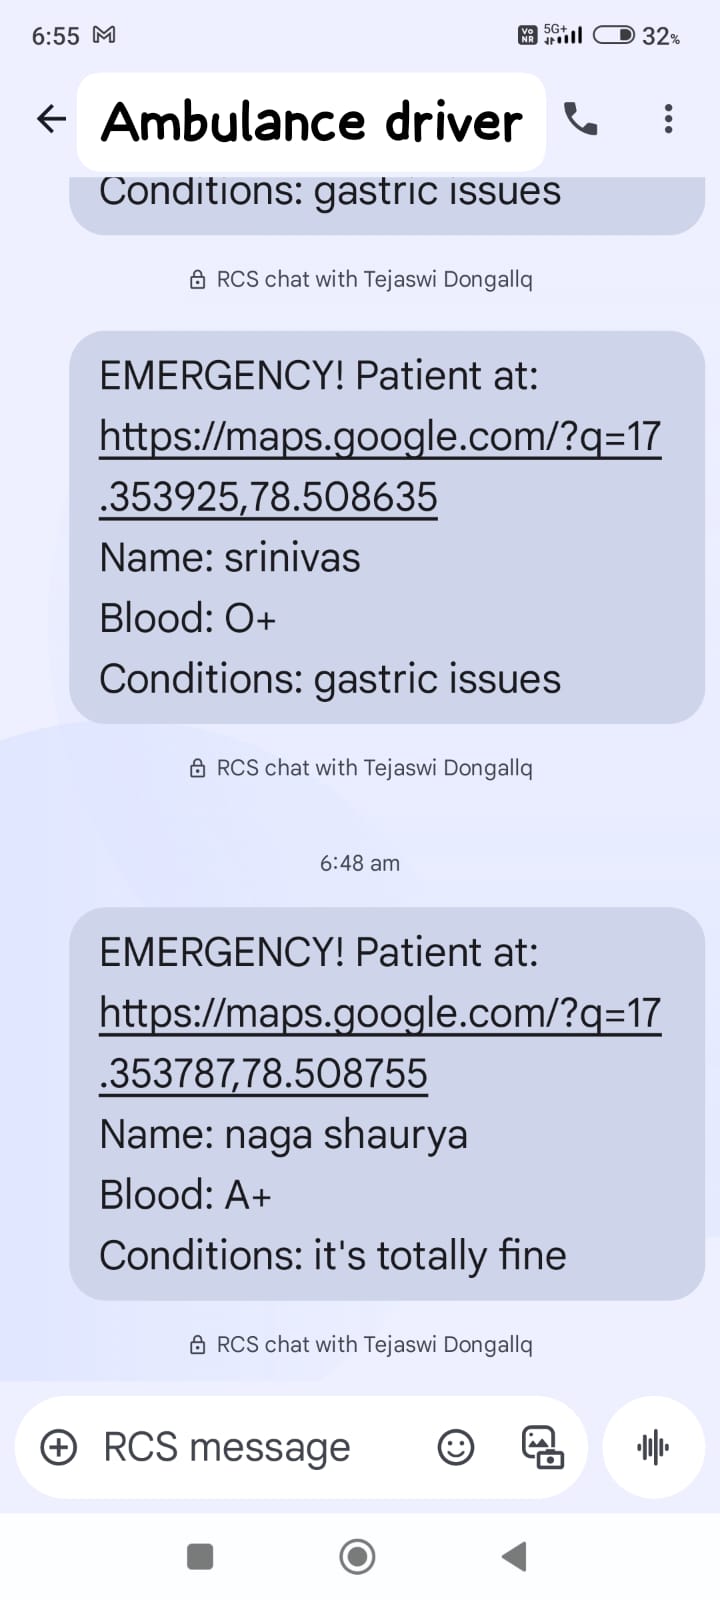 6:55 VoNR 5G+ 32%
Ambulance driver
Conditions: gastric issues
RCS chat with Tejaswi Dongallq
EMERGENCY! Patient at:
https://maps.google.com/?q=17
.353925,78.508635
Name: srinivas
Blood: O+
Conditions: gastric issues
RCS chat with Tejaswi Dongallq
6:48 am
EMERGENCY! Patient at:
https://maps.google.com/?q=17
.353787,78.508755
Name: naga shaurya
Blood: A+
Conditions: it's totally fine
RCS chat with Tejaswi Dongallq
RCS message